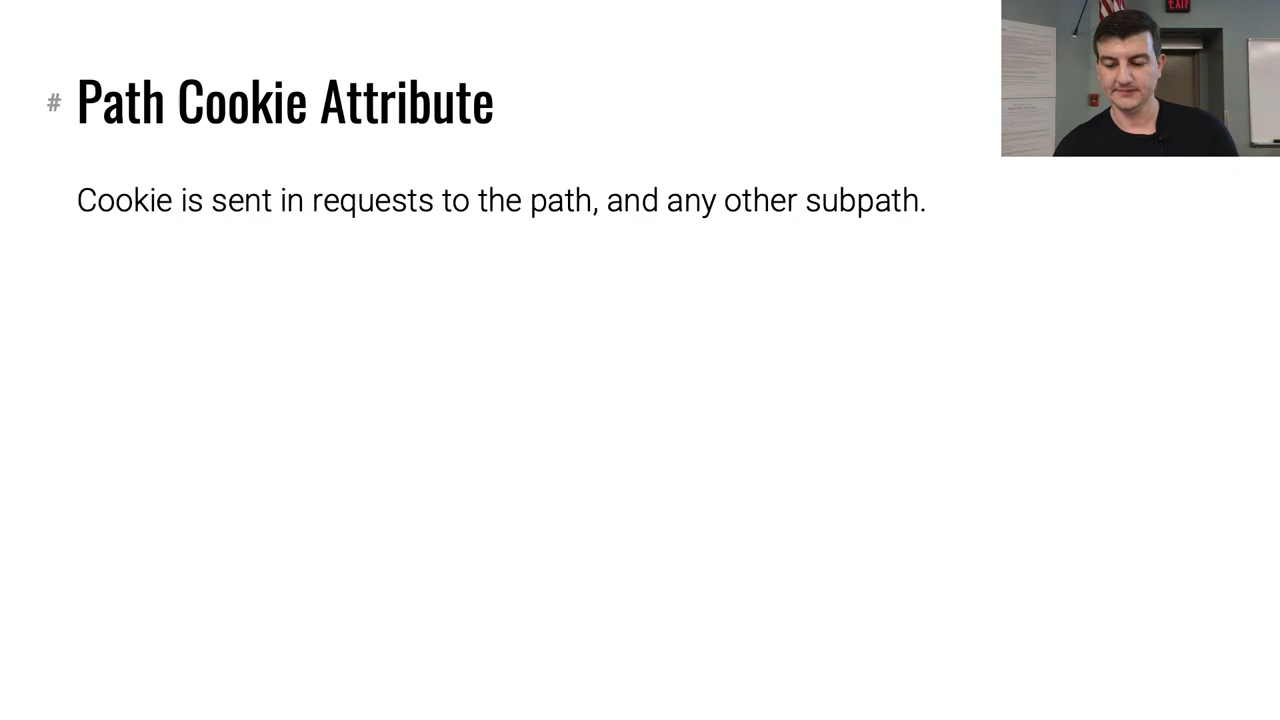 # Path Cookie Attribute
Cookie is sent in requests to the path, and any other subpath.
EXIT